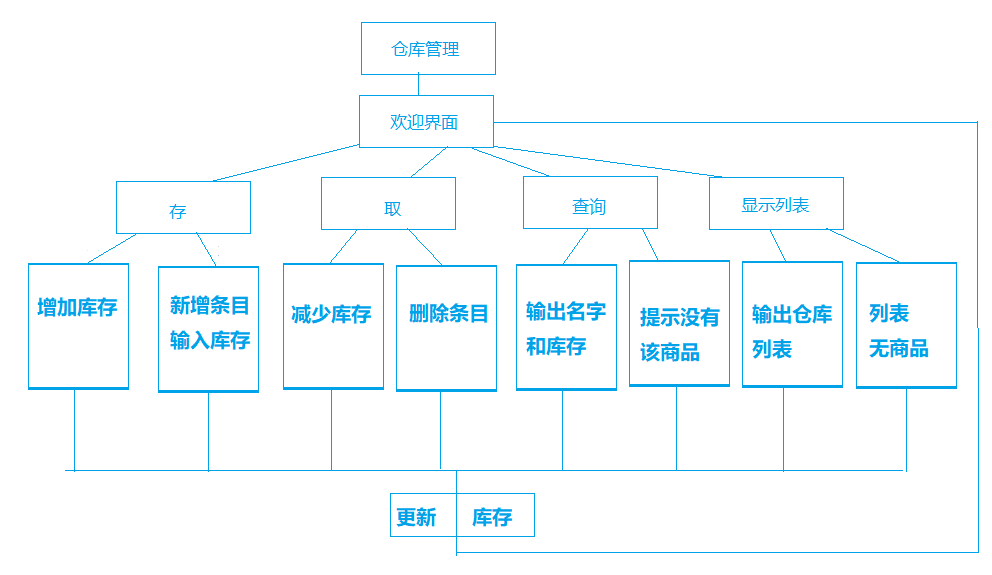 仓库管理
欢迎界面
存
取
查询
显示列表
增加库存
新增条目
输入库存
减少库存
删除条目
输出名字
和库存
提示没有
该商品
输出仓库
列表
列表
无商品
更新 库存